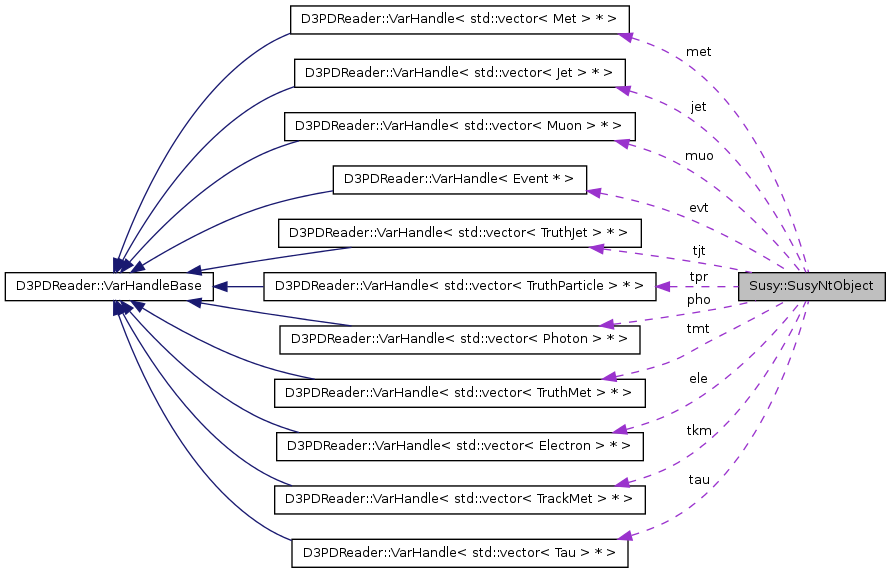 D3PDReader::VarHandle< std::vector< Met > * >
met
D3PDReader::VarHandle< std::vector< Jet > * >
jet
D3PDReader::VarHandle< std::vector< Muon > * >
muo
D3PDReader::VarHandle< Event * >
evt
D3PDReader::VarHandle< std::vector< TruthJet > * >
tjt
D3PDReader::VarHandleBase
D3PDReader::VarHandle< std::vector< TruthParticle > * >
tpr
Susy::SusyNtObject
pho
D3PDReader::VarHandle< std::vector< Photon > * >
tmt
D3PDReader::VarHandle< std::vector< TruthMet > * >
ele
D3PDReader::VarHandle< std::vector< Electron > * >
tkm
D3PDReader::VarHandle< std::vector< TrackMet > * >
tau
D3PDReader::VarHandle< std::vector< Tau > * >